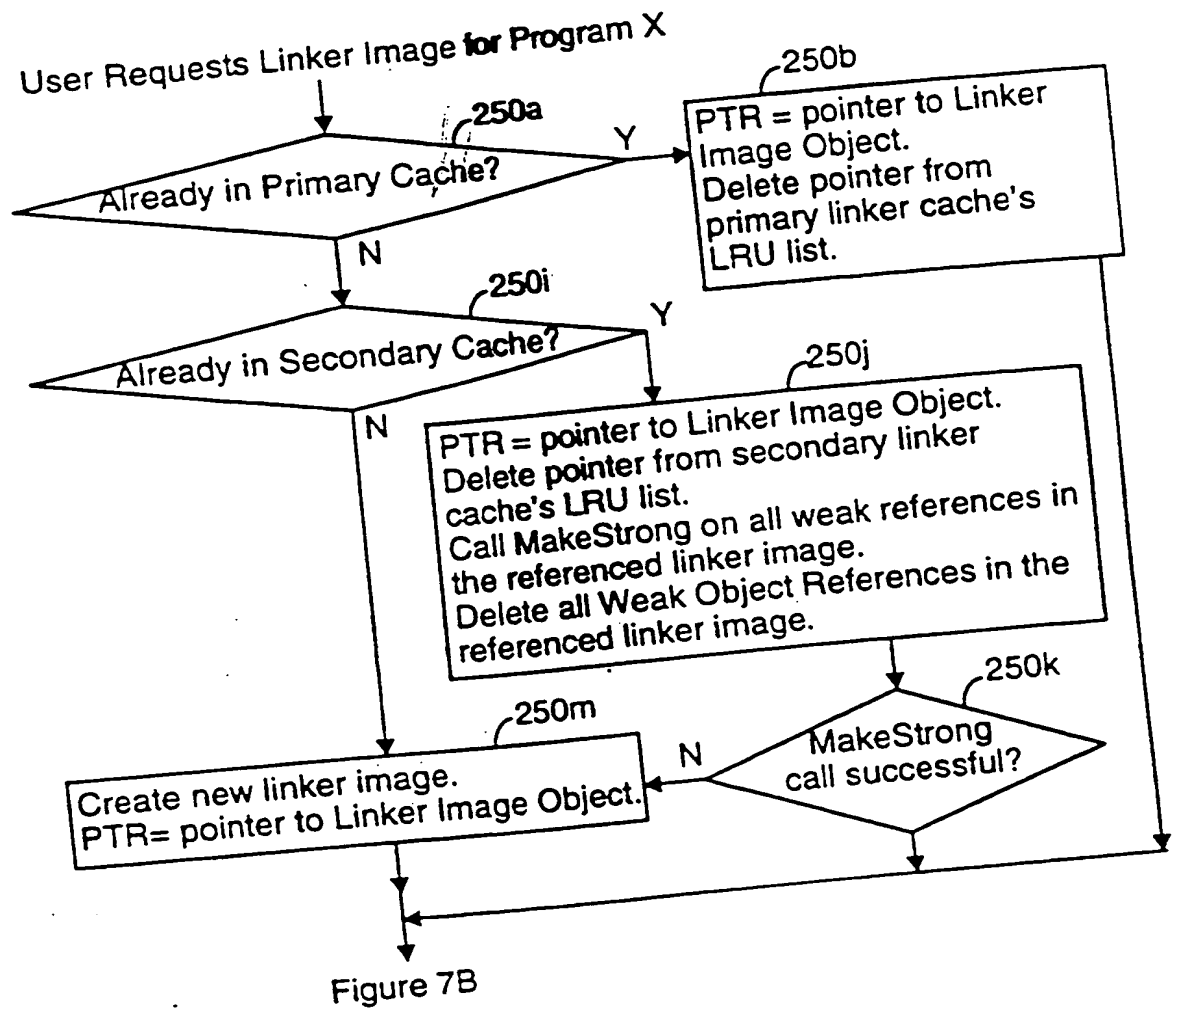 User Requests Linker Image for Program X
250a
Already in Primary Cache?
Y
N
250b
PTR = pointer to Linker
Image Object.
Delete pointer from
primary linker cache's
LRU list.
250i
Already in Secondary Cache?
Y
N
250j
PTR = pointer to Linker Image Object.
Delete pointer from secondary linker
cache's LRU list.
Call MakeStrong on all weak references in
the referenced linker image.
Delete all Weak Object References in the
referenced linker image.
250k
MakeStrong
call successful?
N
250m
Create new linker image.
PTR= pointer to Linker Image Object.
Figure 7B